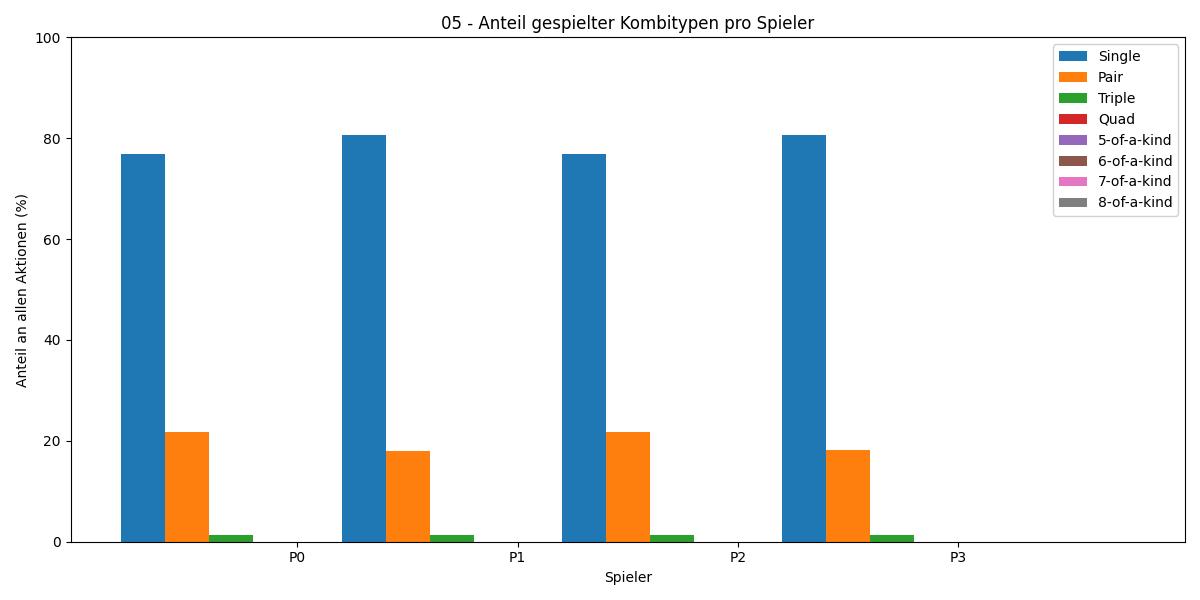 05 - Anteil gespielter Kombitypen pro Spieler
100
80
60
40
20
0
Anteil an allen Aktionen (%)
Single
Pair
Triple
Quad
5-of-a-kind
6-of-a-kind
7-of-a-kind
8-of-a-kind
P0
P1
P2
P3
Spieler